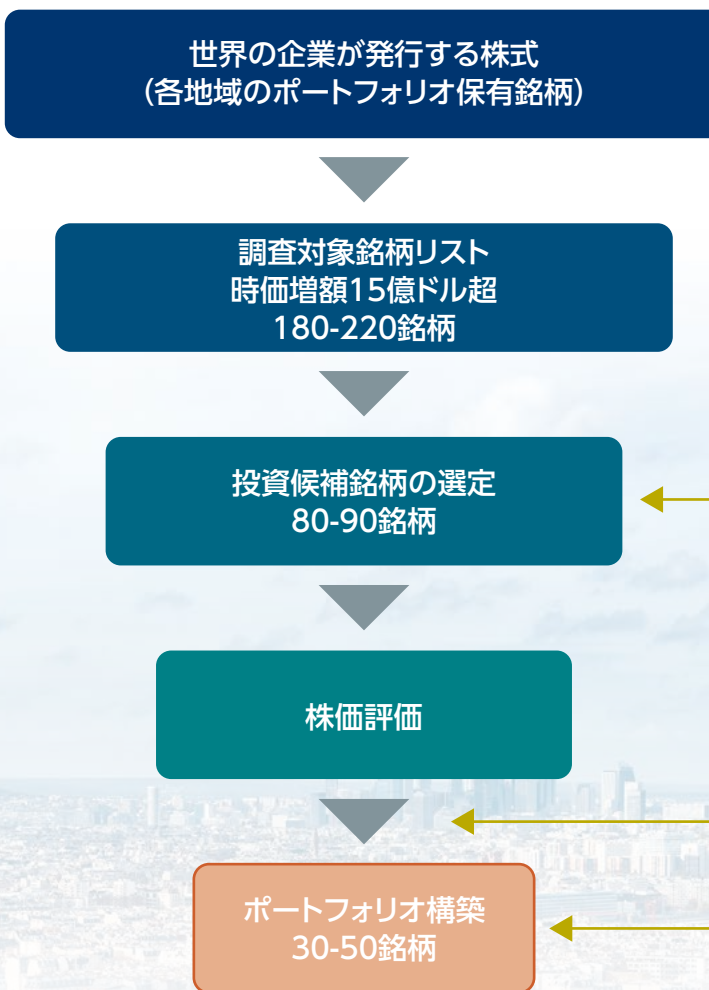 世界の企業が発行する株式
(各地域のポートフォリオ保有銘柄)
調査対象銘柄リスト
時価増額15億ドル超
180-220銘柄
投資候補銘柄の選定
80-90銘柄
株価評価
ポートフォリオ構築
30-50銘柄